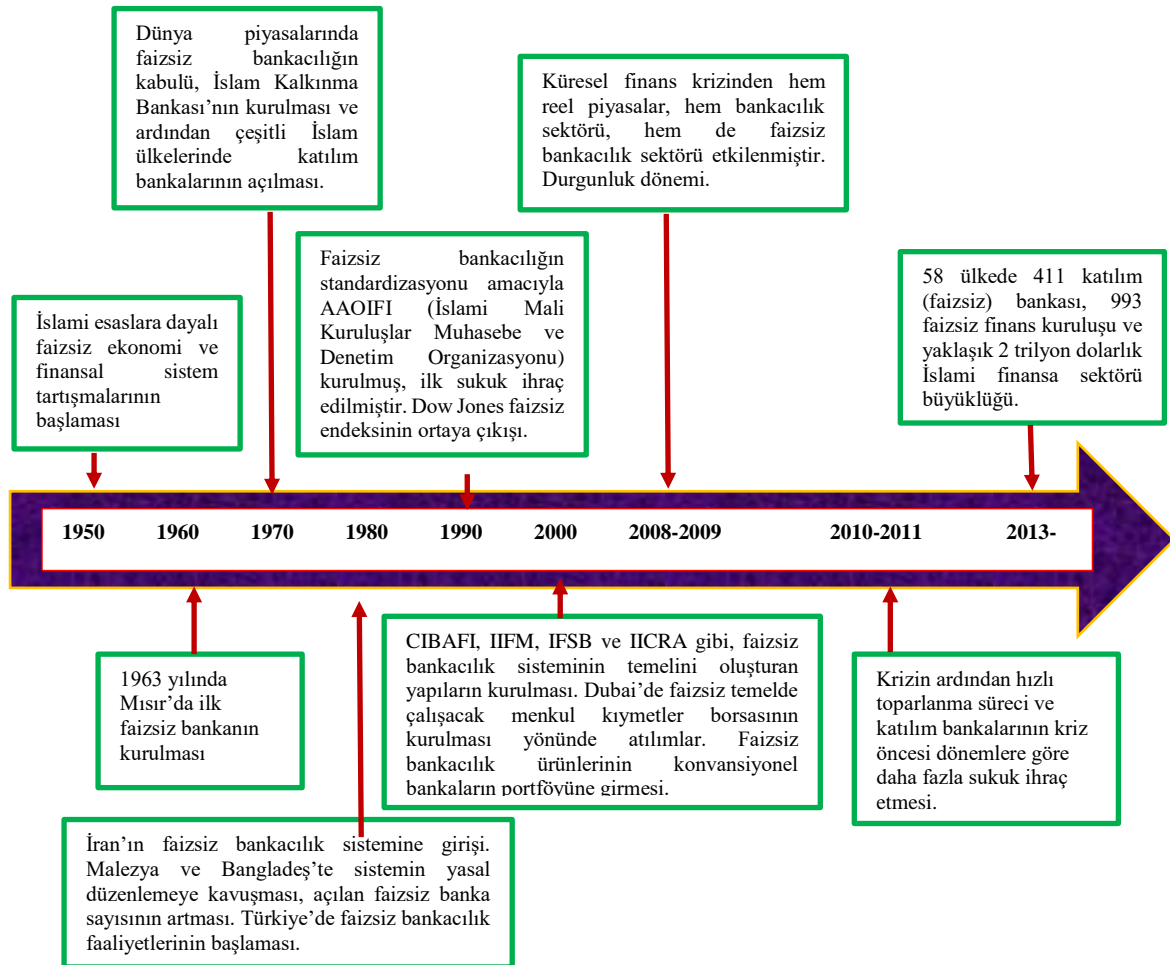 Dünya piyasalarında
faizsiz bankacılığın
kabulü, İslam Kalkınma
Bankası’nın kurulması ve
ardından çeşitli İslam
ülkelerinde katılım
bankalarının açılması.
Küresel finans krizinden hem
reel piyasalar, hem bankacılık
sektörü, hem de faizsiz
bankacılık sektörü etkilenmiştir.
Durgunluk dönemi.
İslami esaslara dayalı
faizsiz ekonomi ve
finansal sistem
tartışmalarının
başlaması
Faizsiz bankacılığın
standardizasyonu amacıyla
AAOIFI (İslami Mali
Kuruluşlar Muhasebe ve
Denetim Organizasyonu)
kurulmuş, ilk sukuk ihraç
edilmiştir. Dow Jones faizsiz
endeksinin ortaya çıkışı.
58 ülkede 411 katılım
(faizsiz) bankası, 993
faizsiz finans kuruluşu ve
yaklaşık 2 trilyon dolarlık
İslami finansa sektörü
büyüklüğü.
1950 1960 1970 1980 1990 2000 2008-2009 2010-2011 2013-
1963 yılında
Mısır’da ilk
faizsiz bankanın
kurulması
CIBAFI, IIFM, IFSB ve IICRA gibi, faizsiz
bankacılık sisteminin temelini oluşturan
yapıların kurulması. Dubai’de faizsiz temelde
çalışacak menkul kıymetler borsasının
kurulması yönünde atılımlar. Faizsiz
bankacılık ürünlerinin konvansiyonel
bankaların portföyüne girmesi.
Krizin ardından hızlı
toparlanma süreci ve
katılım bankalarının kriz
öncesi dönemlere göre
daha fazla sukuk ihraç
etmesi.
İran’ın faizsiz bankacılık sistemine girişi.
Malezya ve Bangladeş’te sistemin yasal
düzenlemeye kavuşması, açılan faizsiz banka
sayısının artması. Türkiye’de faizsiz bankacılık
faaliyetlerinin başlaması.